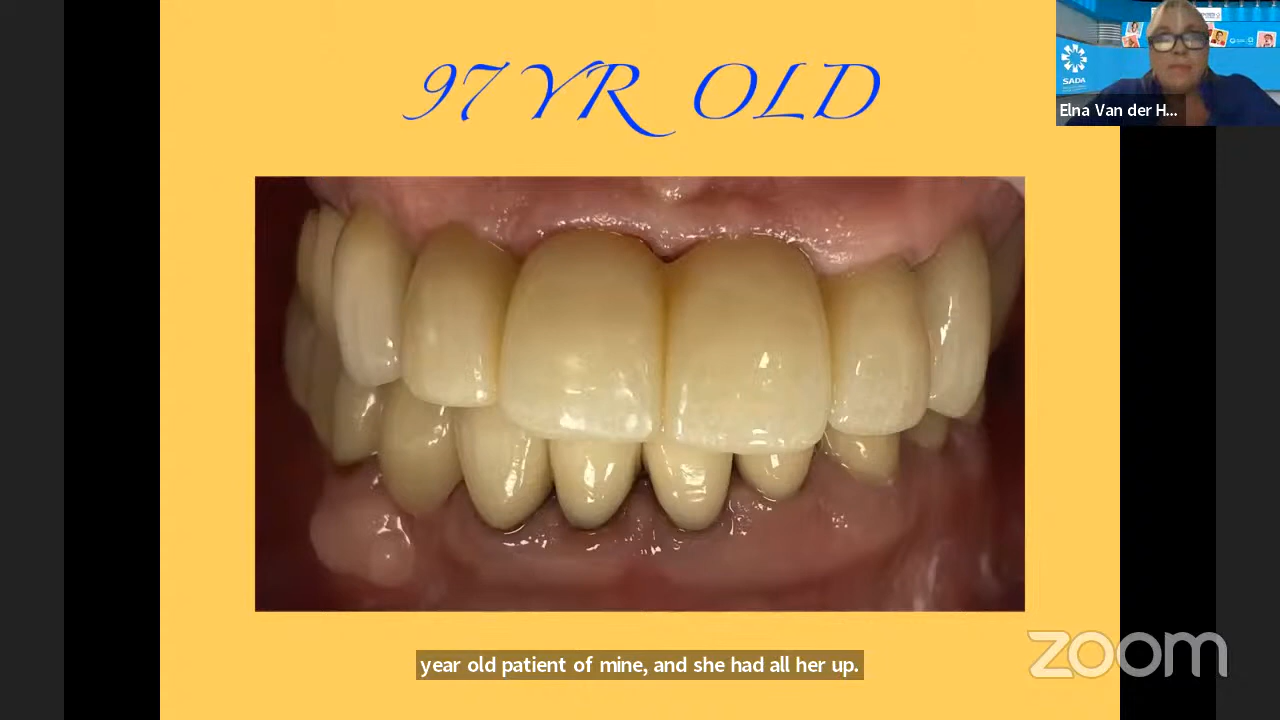 97 YR OLD
SADA
Elna Van der H...
year old patient of mine, and she had all her up.
zoom